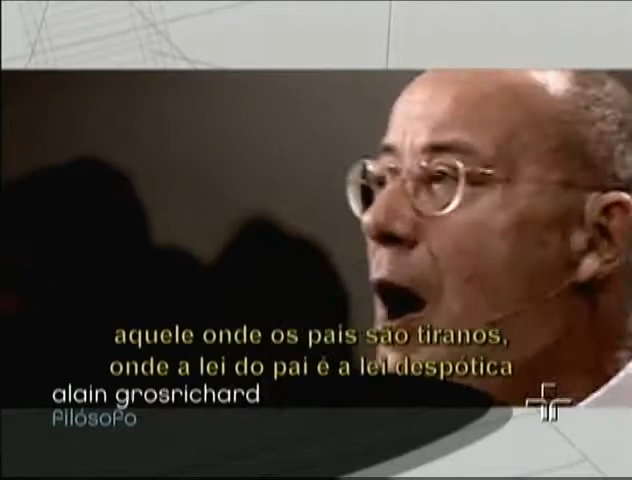 aquele onde os pais são tiranos,
onde a lei do pai é a lei despótica
alain grosrichard
filósofo